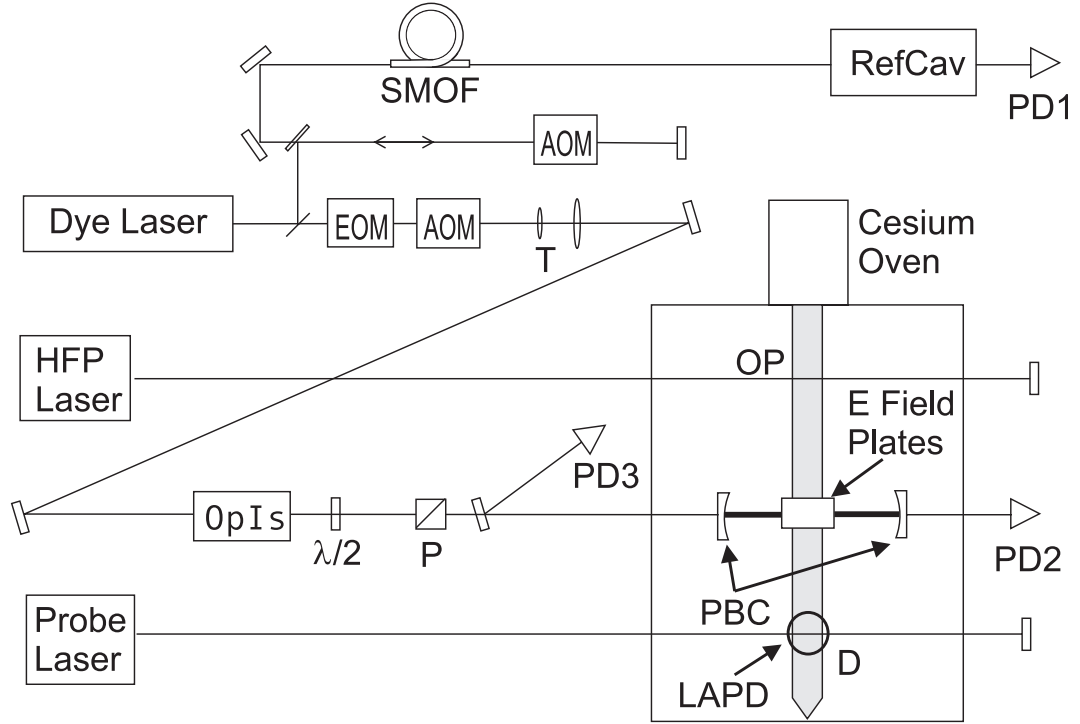 SMOF
RefCav
PD1
AOM
Dye Laser
EOM
AOM
T
Cesium
Oven
HFP
Laser
OP
E Field
Plates
PD3
OpIs
λ/2
P
PD2
PBC
Probe
Laser
LAPD
D